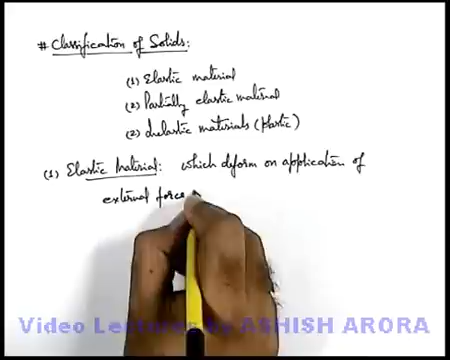 # Classification of Solids:
(1) Elastic material
(2) Partially elastic material
(2) Inelastic materials (plastic)
(1) Elastic Material: which deform on application of
external force
Video Lectures by ASHISH ARORA